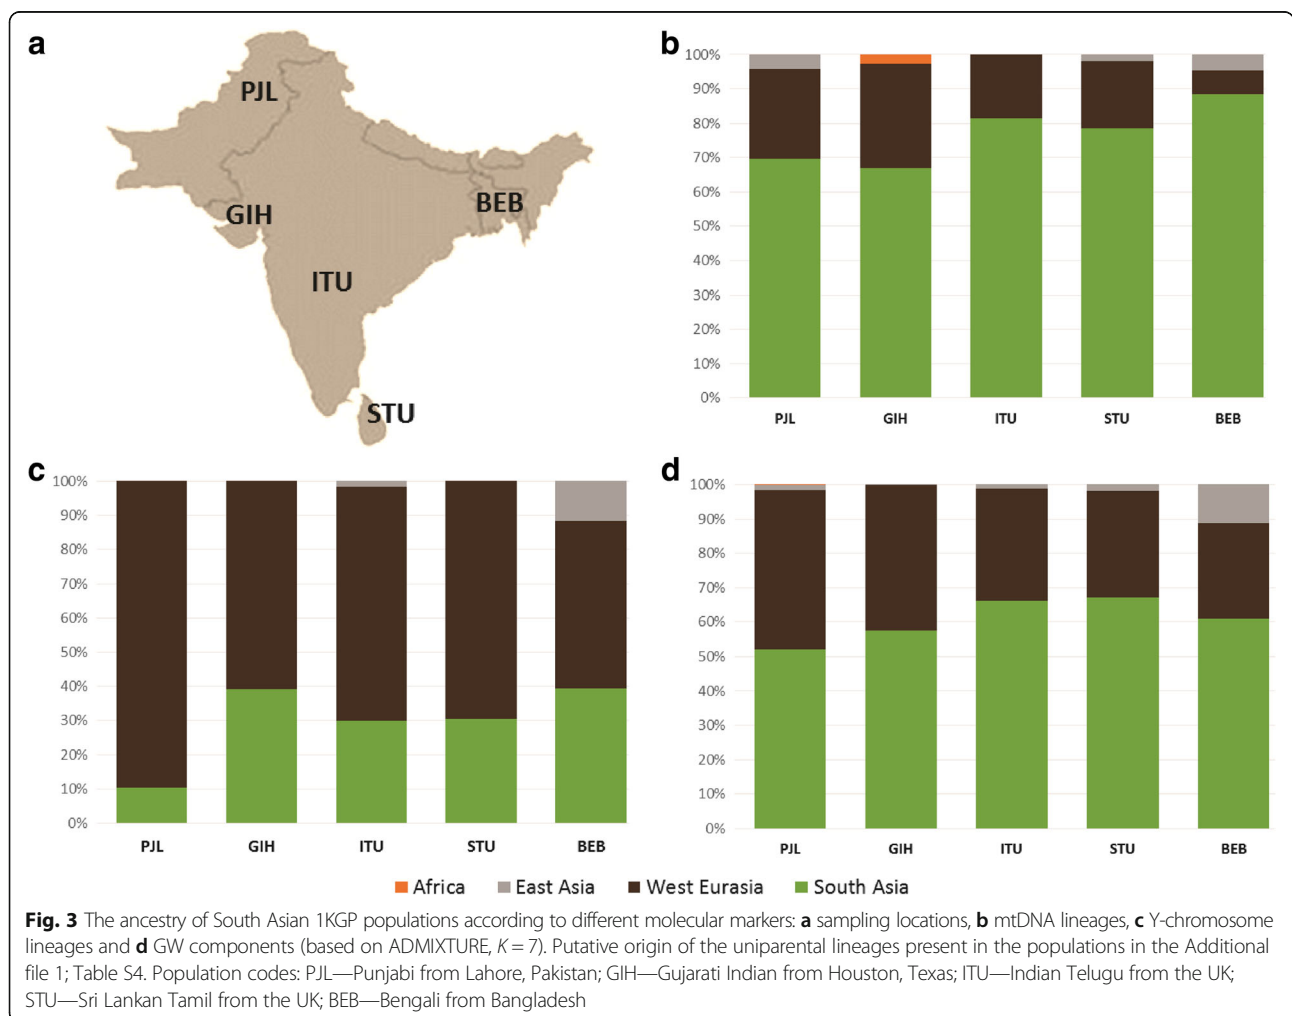 a
PJL
GIH
BEB
ITU
STU
b
100%
90%
80%
70%
60%
50%
40%
30%
20%
10%
0%
PJL GIH ITU STU BEB
c
100%
90%
80%
70%
60%
50%
40%
30%
20%
10%
0%
PJL GIH ITU STU BEB
d
100%
90%
80%
70%
60%
50%
40%
30%
20%
10%
0%
PJL GIH ITU STU BEB
Africa East Asia West Eurasia South Asia
Fig. 3 The ancestry of South Asian 1KGP populations according to different molecular markers: a sampling locations, b mtDNA lineages, c Y-chromosome
lineages and d GW components (based on ADMIXTURE, K = 7). Putative origin of the uniparental lineages present in the populations in the Additional
file 1; Table S4. Population codes: PJL—Punjabi from Lahore, Pakistan; GIH—Gujarati Indian from Houston, Texas; ITU—Indian Telugu from the UK;
STU—Sri Lankan Tamil from the UK; BEB—Bengali from Bangladesh